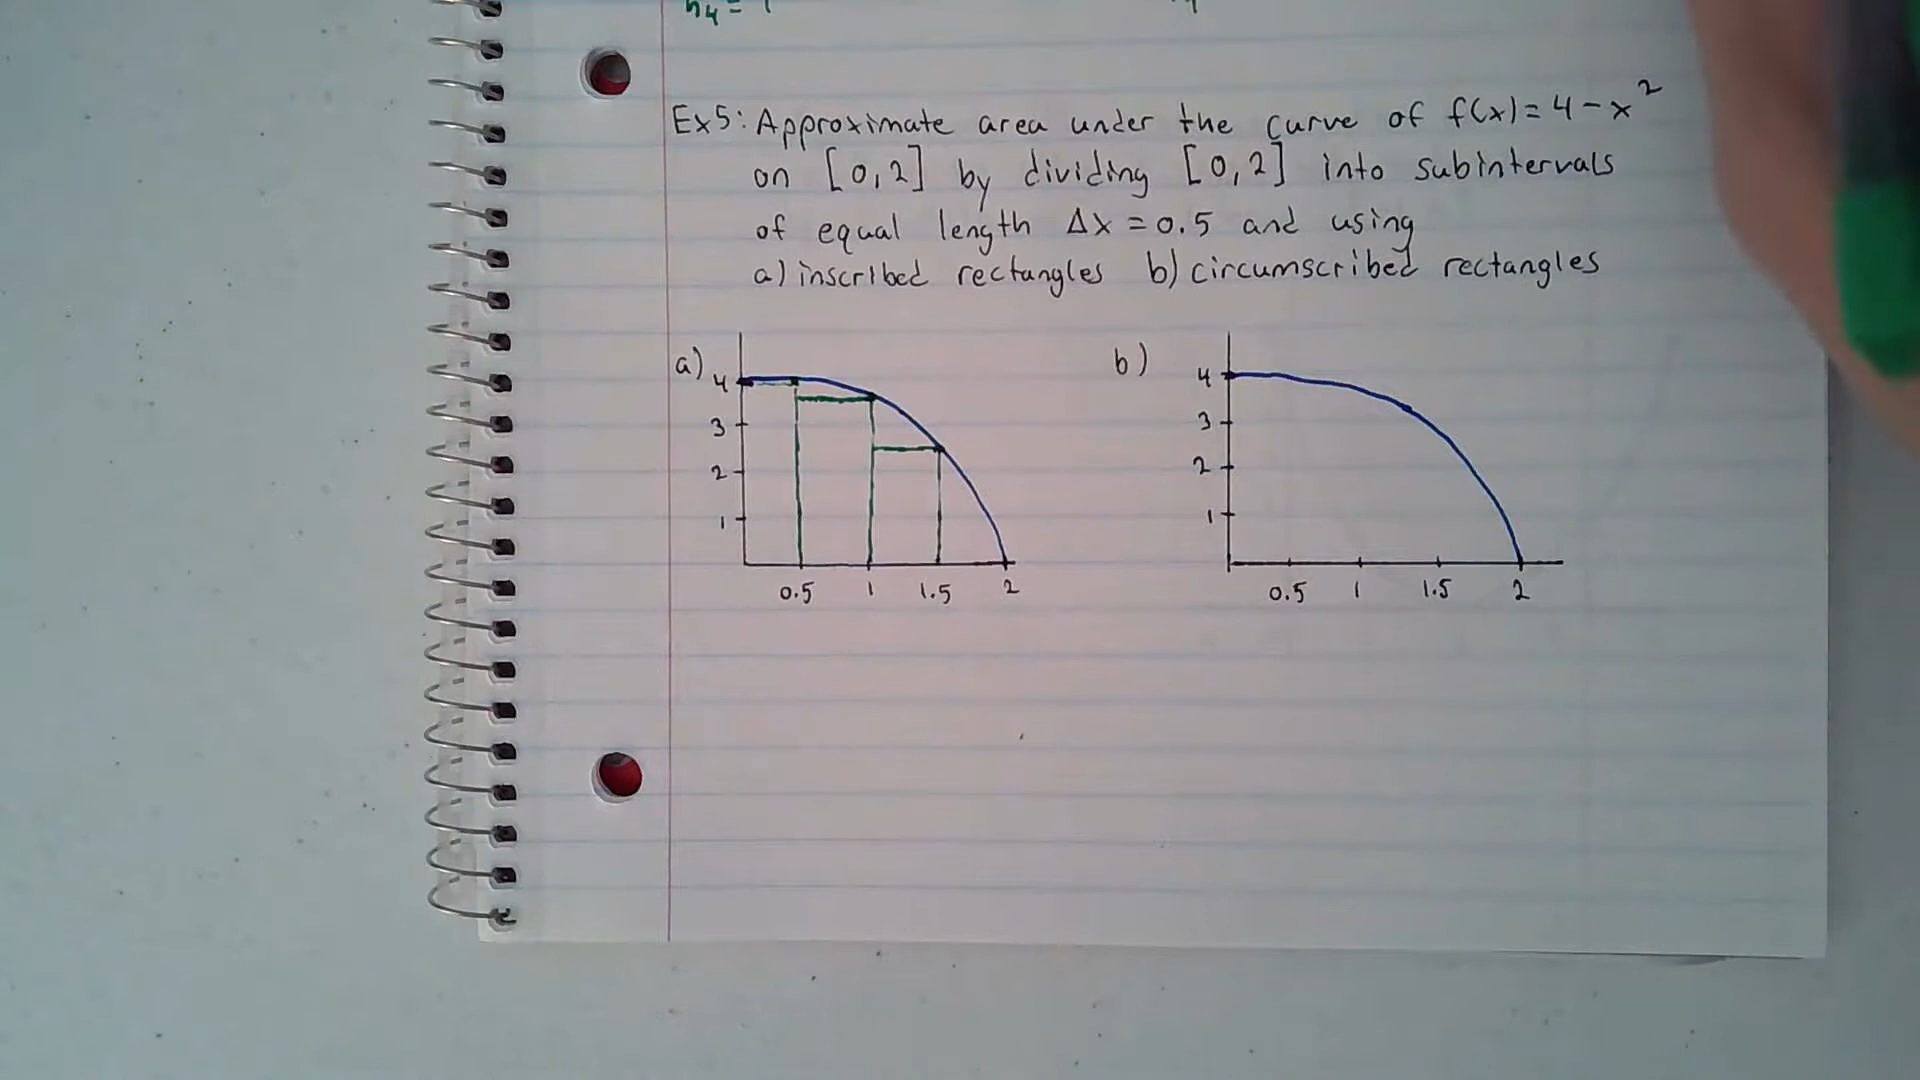 h₄ = 1
Ex5: Approximate area under the curve of f(x) = 4 - x²
on [0,2] by dividing [0,2] into subintervals
of equal length Δx = 0.5 and using
a) inscribed rectangles b) circumscribed rectangles
a)
4
3
2
1
0.5 1 1.5 2
b)
4
3
2
1
0.5 1 1.5 2